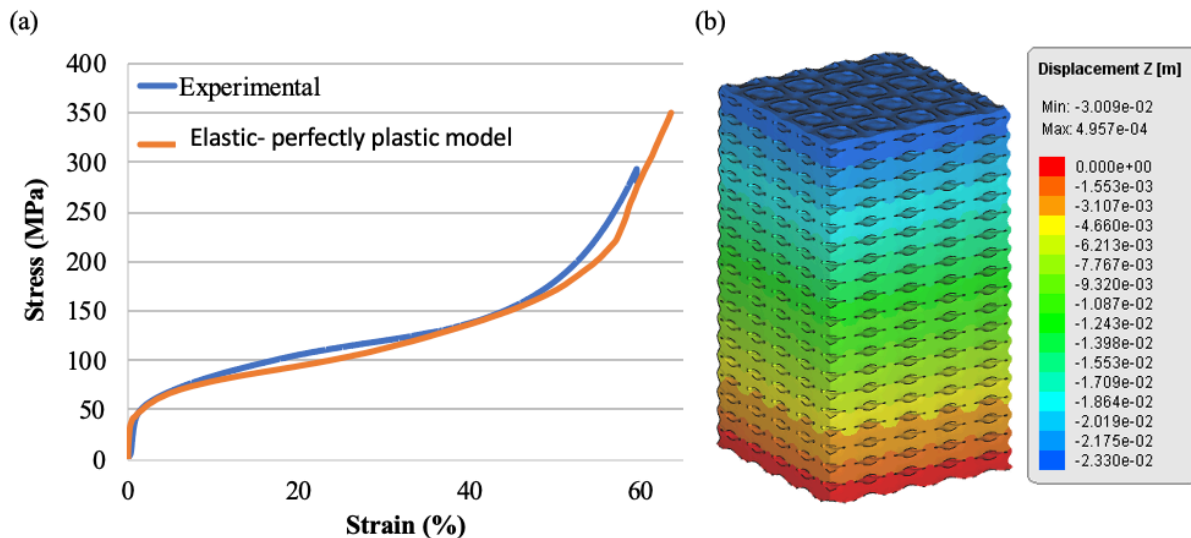 (a)
400
350
300
250
200
150
100
50
0
Stress (MPa)
Experimental
Elastic- perfectly plastic model
0
20
40
60
Strain (%)
(b)
Displacement Z [m]
Min: -3.009e-02
Max: 4.957e-04
0.000e+00
-1.553e-03
-3.107e-03
-4.660e-03
-6.213e-03
-7.767e-03
-9.320e-03
-1.087e-02
-1.243e-02
-1.398e-02
-1.553e-02
-1.709e-02
-1.864e-02
-2.019e-02
-2.175e-02
-2.330e-02